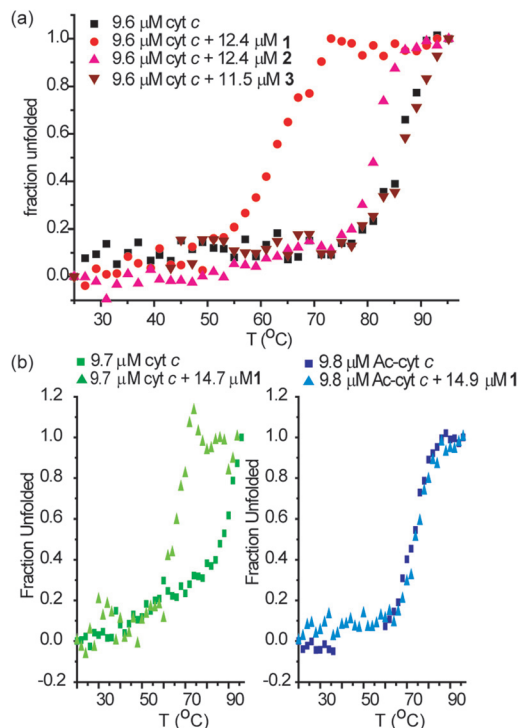 (a)
9.6 μM cyt c
9.6 μM cyt c + 12.4 μM 1
9.6 μM cyt c + 12.4 μM 2
9.6 μM cyt c + 11.5 μM 3
fraction unfolded
1.0
0.8
0.6
0.4
0.2
0.0
30 40 50 60 70 80 90
T (°C)
(b)
9.7 μM cyt c
9.7 μM cyt c + 14.7 μM1
9.8 μM Ac-cyt c
9.8 μM Ac-cyt c + 14.9 μM1
Fraction Unfolded
1.2
1.0
0.8
0.6
0.4
0.2
0.0
-0.2
30 50 70 90
T (°C)
Fraction Unfolded
1.2
1.0
0.8
0.6
0.4
0.2
0.0
-0.2
30 50 70 90
T (°C)